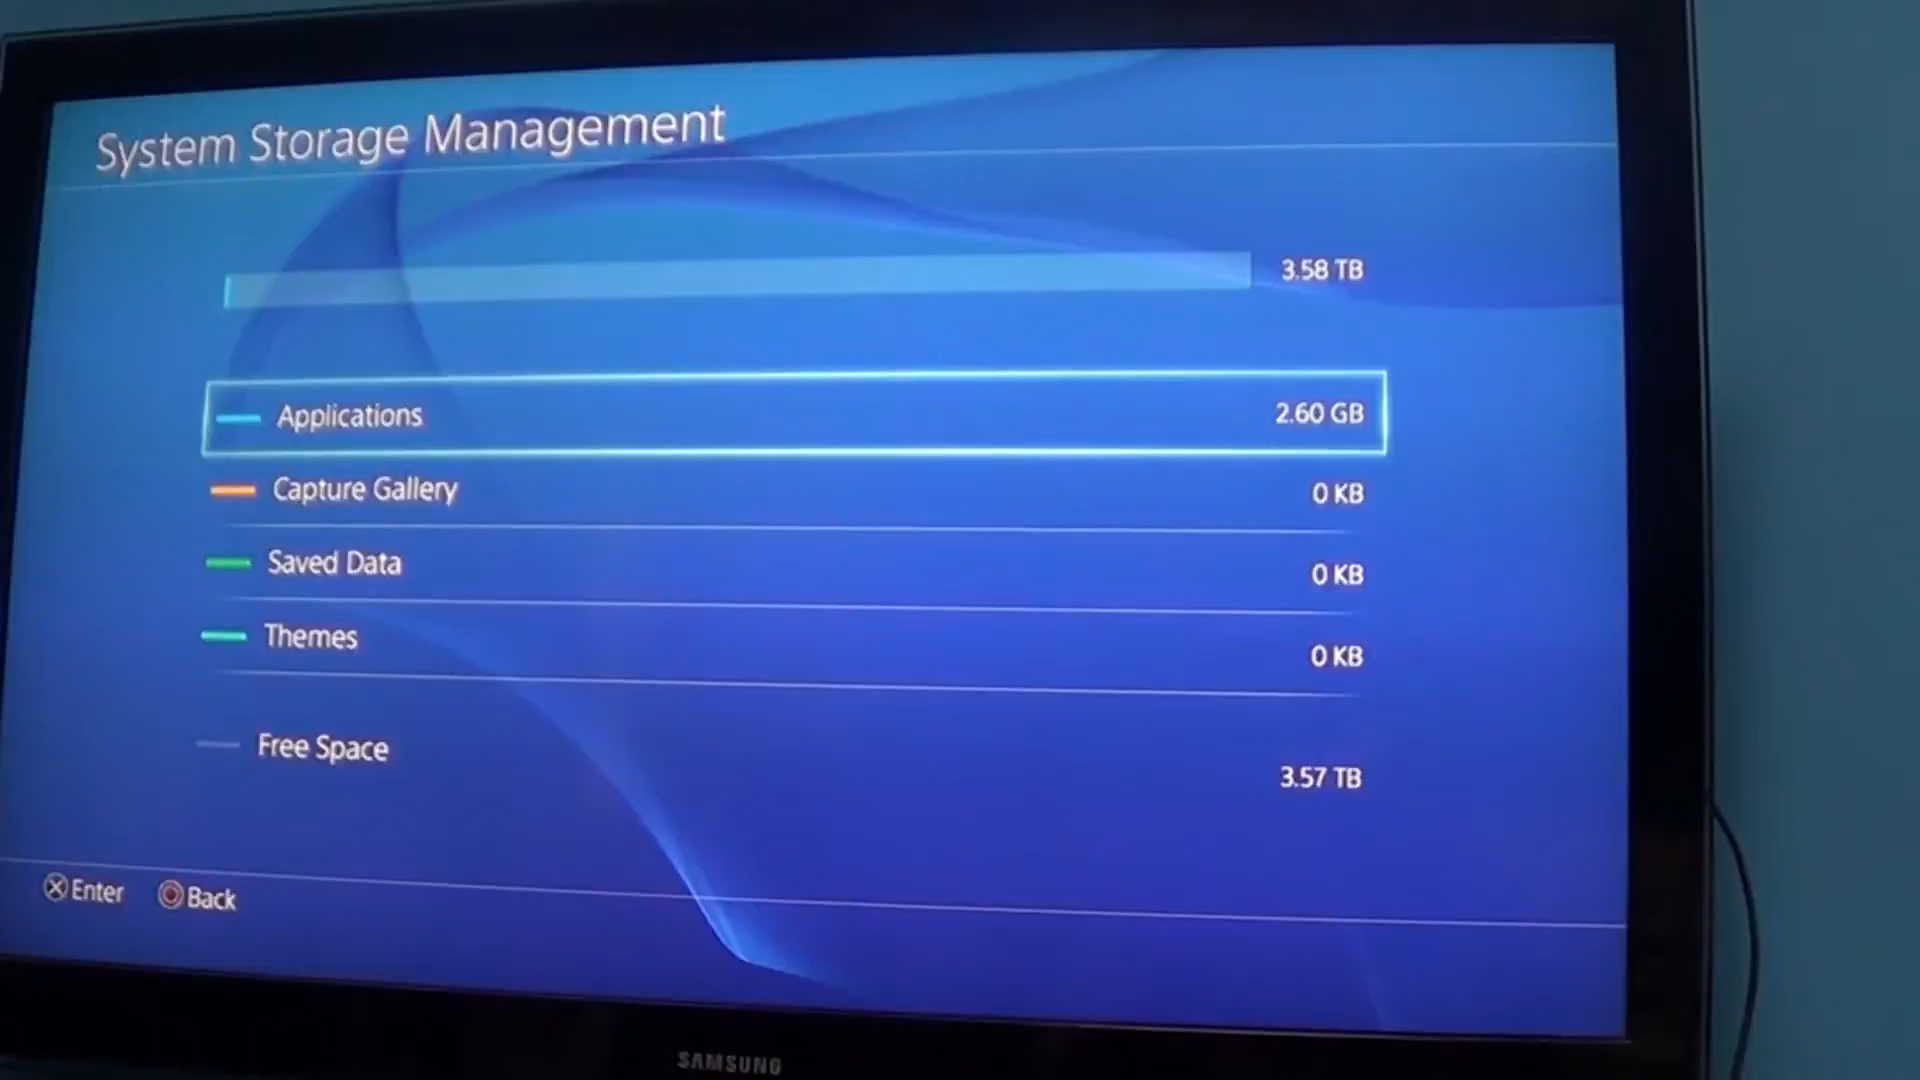 System Storage Management
3.58 TB
Applications 2.60 GB
Capture Gallery 0 KB
Saved Data 0 KB
Themes 0 KB
Free Space 3.57 TB
Enter Back
SAMSUNG